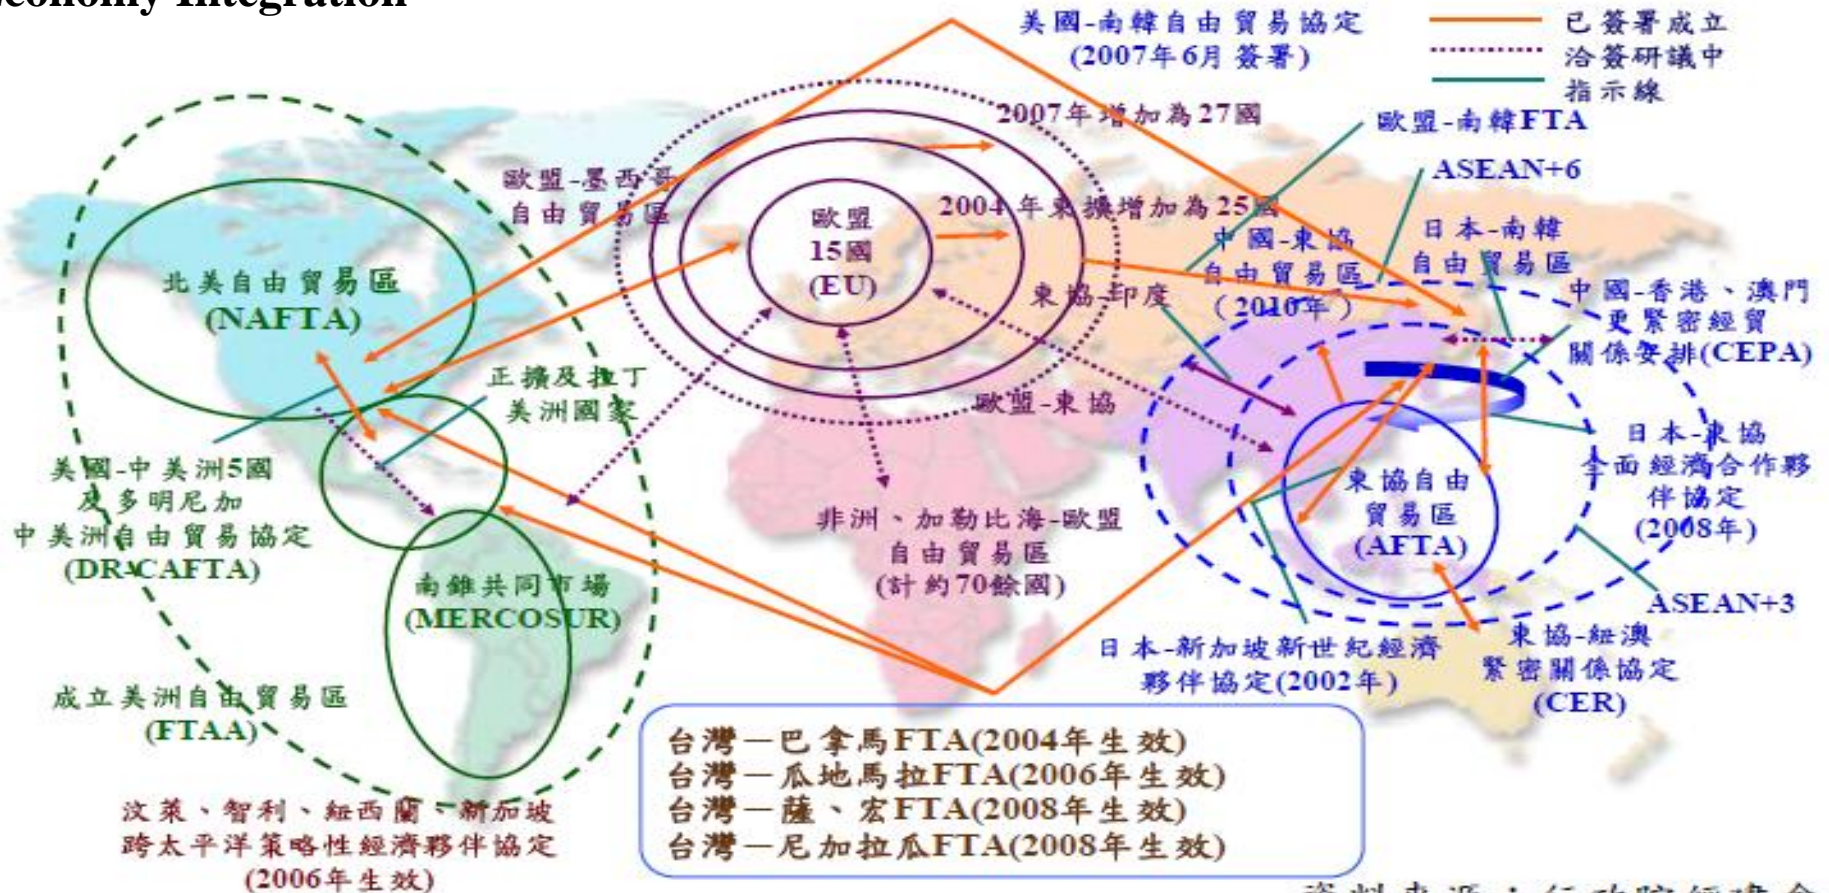 Economy Integration
美國-南韓自由貿易協定
(2007年6月簽署)
已簽署成立
洽簽研議中
指示線
2007年增加為27國
歐盟-南韓FTA
ASEAN+6
歐盟-墨西哥
自由貿易區
歐盟
15國
(EU)
2004年東擴增加為25國
中國-東協
自由貿易區
(2010年)
日本-南韓
自由貿易區
北美自由貿易區
(NAFTA)
東協-印度
中國-香港、澳門
更緊密經貿
關係安排(CEPA)
正擴及拉丁
美洲國家
歐盟-東協
美國-中美洲5國
及多明尼加
中美洲自由貿易協定
(DR-CAFTA)
非洲、加勒比海-歐盟
自由貿易區
(計約70餘國)
東協自由
貿易區
(AFTA)
日本-東協
全面經濟合作夥
伴協定
(2008年)
南錐共同市場
(MERCOSUR)
ASEAN+3
日本-新加坡新世紀經濟
夥伴協定(2002年)
東協-紐澳
緊密關係協定
(CER)
成立美洲自由貿易區
(FTAA)
台灣－巴拿馬FTA(2004年生效)
台灣－瓜地馬拉FTA(2006年生效)
台灣－薩、宏FTA(2008年生效)
台灣－尼加拉瓜FTA(2008年生效)
汶萊、智利、紐西蘭、新加坡
跨太平洋策略性經濟夥伴協定
(2006年生效)
資料來源：行政院經建會